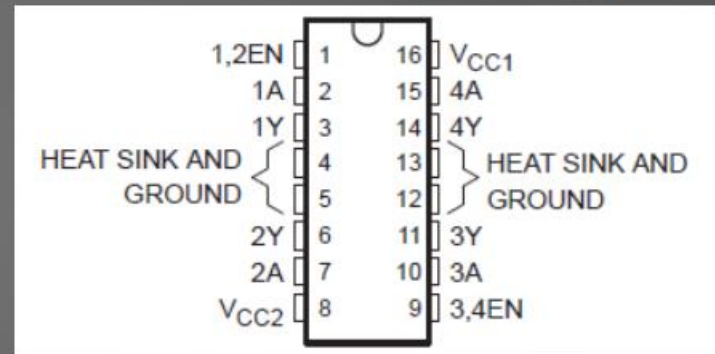 1,2EN 1 16 VCC1
1A 2 15 4A
1Y 3 14 4Y
HEAT SINK AND 4 13 HEAT SINK AND
GROUND 5 12 GROUND
2Y 6 11 3Y
2A 7 10 3A
VCC2 8 9 3,4EN